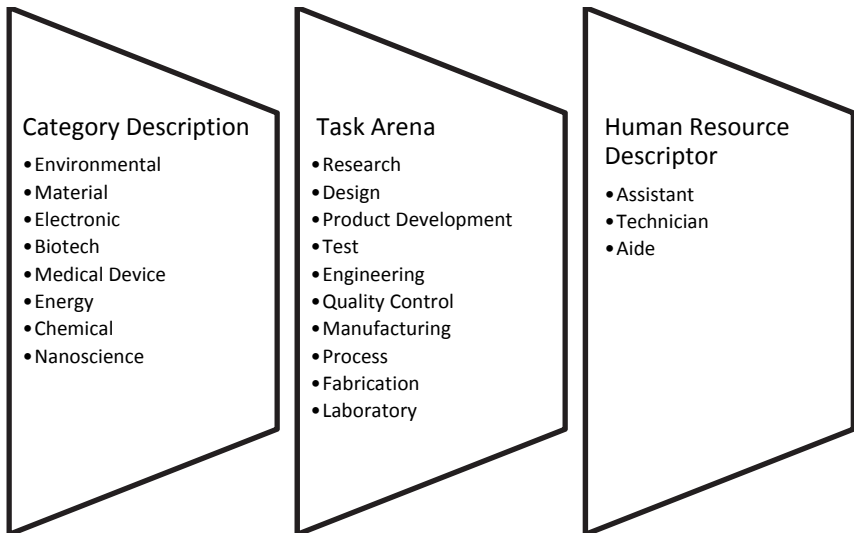 Category Description
•Environmental
•Material
•Electronic
•Biotech
•Medical Device
•Energy
•Chemical
•Nanoscience
Task Arena
•Research
•Design
•Product Development
•Test
•Engineering
•Quality Control
•Manufacturing
•Process
•Fabrication
•Laboratory
Human Resource
Descriptor
•Assistant
•Technician
•Aide